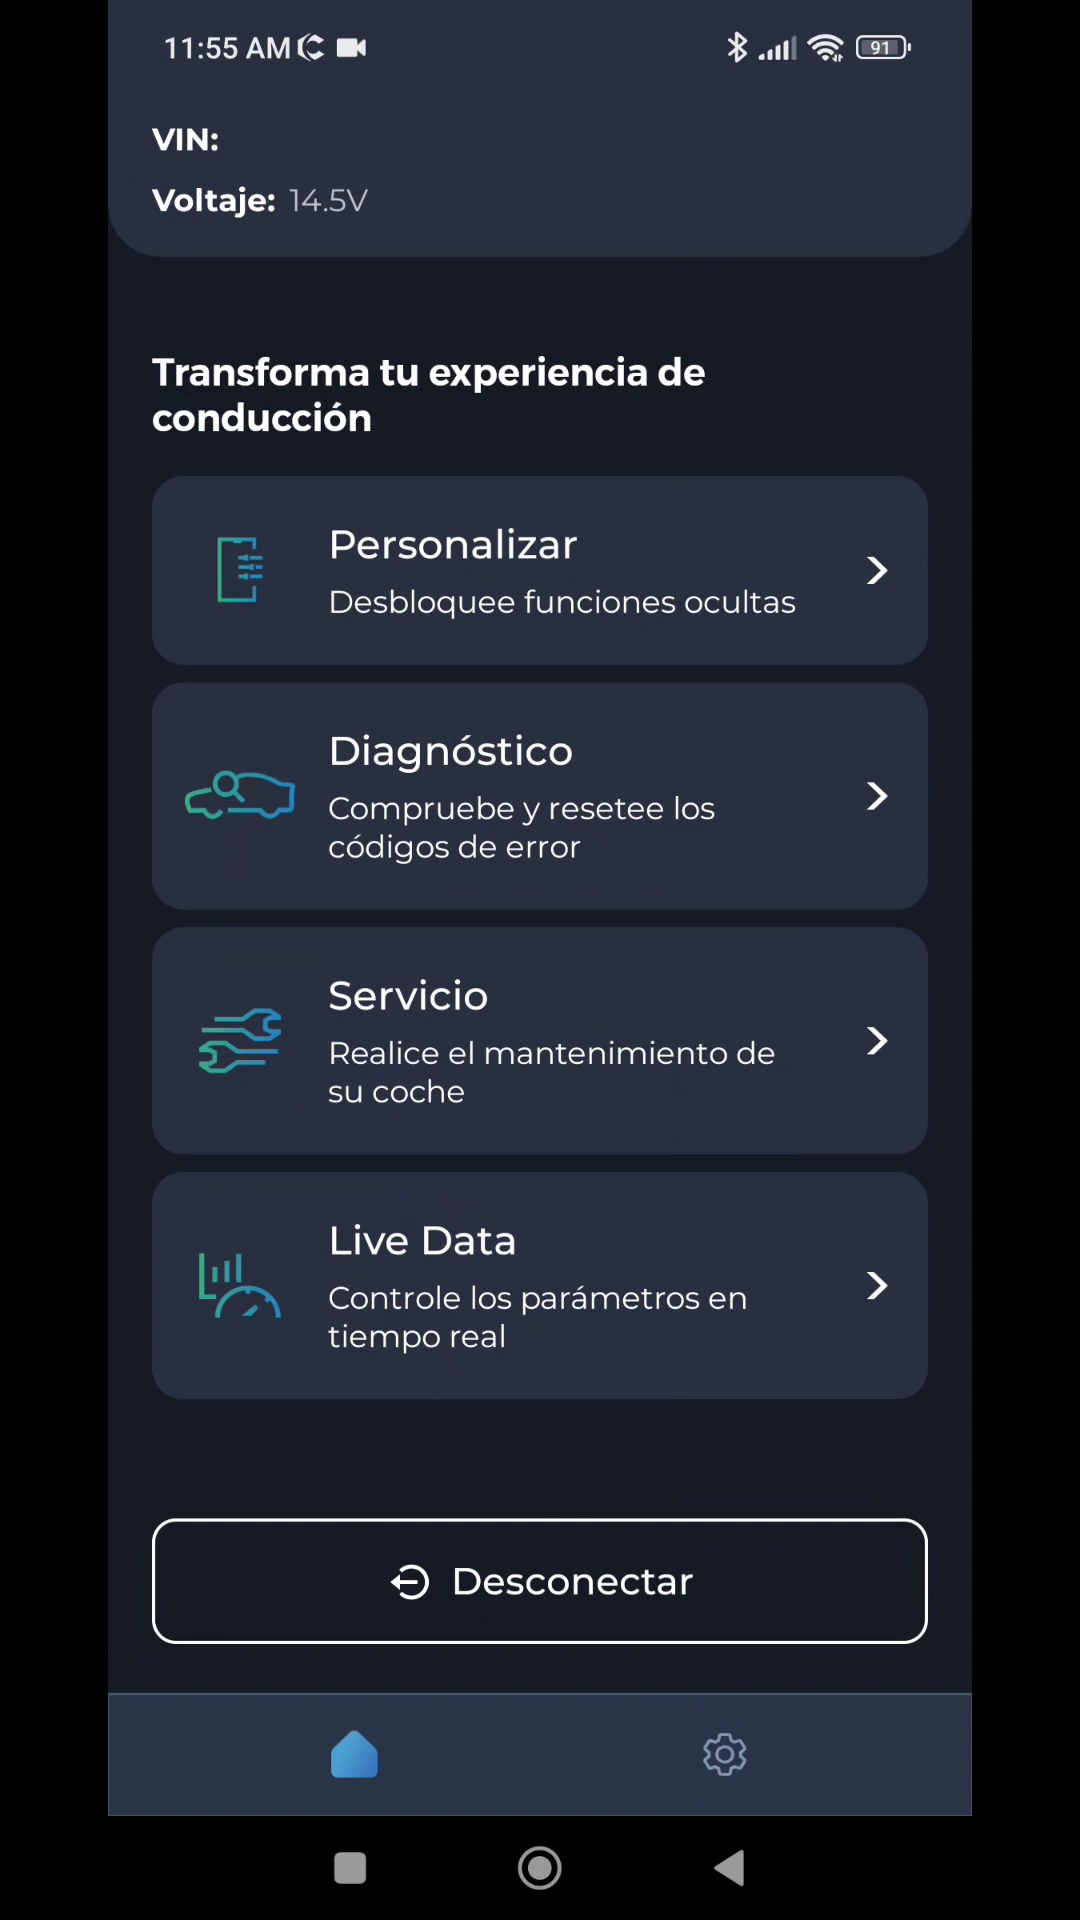 11:55 AM
91
VIN:
Voltaje: 14.5V
Transforma tu experiencia de
conducción
Personalizar
Desbloquee funciones ocultas
Diagnóstico
Compruebe y resetee los
códigos de error
Servicio
Realice el mantenimiento de
su coche
Live Data
Controle los parámetros en
tiempo real
Desconectar